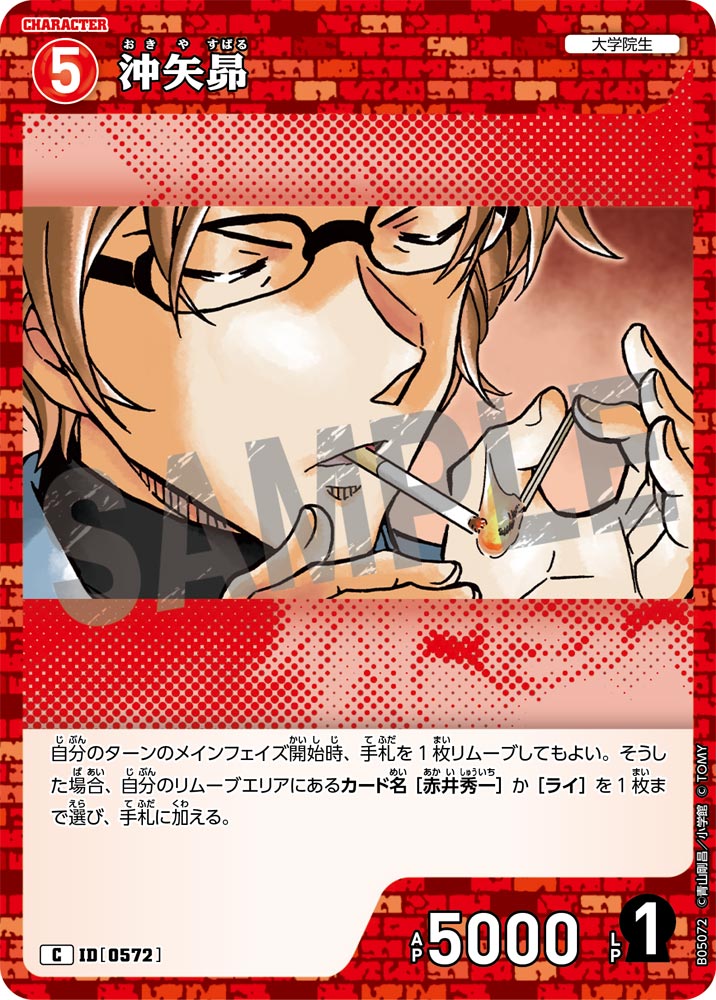 CHARACTER
5
おきやすばる
沖矢昴
大学院生
SAMPLE
じぶん かいしじ てふだ まい
自分のターンのメインフェイズ開始時、手札を1枚リムーブしてもよい。そうし
ばあい じぶん めい あかいしゅういち まい
た場合、自分のリムーブエリアにあるカード名［赤井秀一］か［ライ］を1枚ま
えら てふだ くわ
で選び、手札に加える。
C ID［0572］
AP 5000
LP 1
B05072 ©青山剛昌／小学館 © TOMY